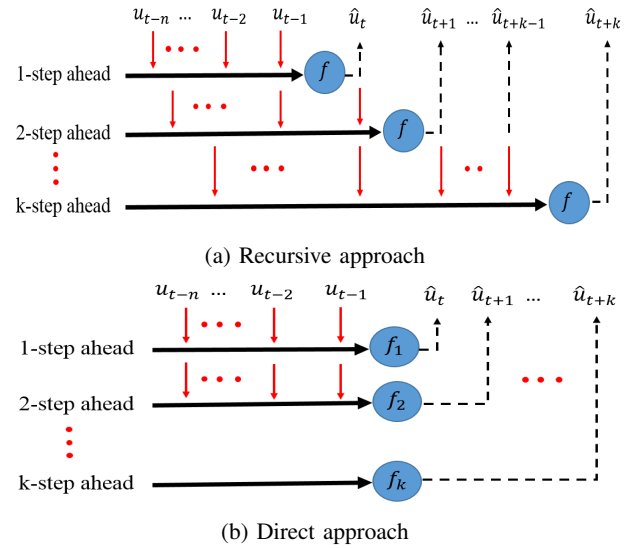 u_{t−n} ... u_{t−2} u_{t−1} û_t û_{t+1} ... û_{t+k−1} û_{t+k}
1-step ahead f
2-step ahead f
k-step ahead f
(a) Recursive approach
u_{t−n} ... u_{t−2} u_{t−1} û_t û_{t+1} ... û_{t+k}
1-step ahead f_1
2-step ahead f_2
k-step ahead f_k
(b) Direct approach